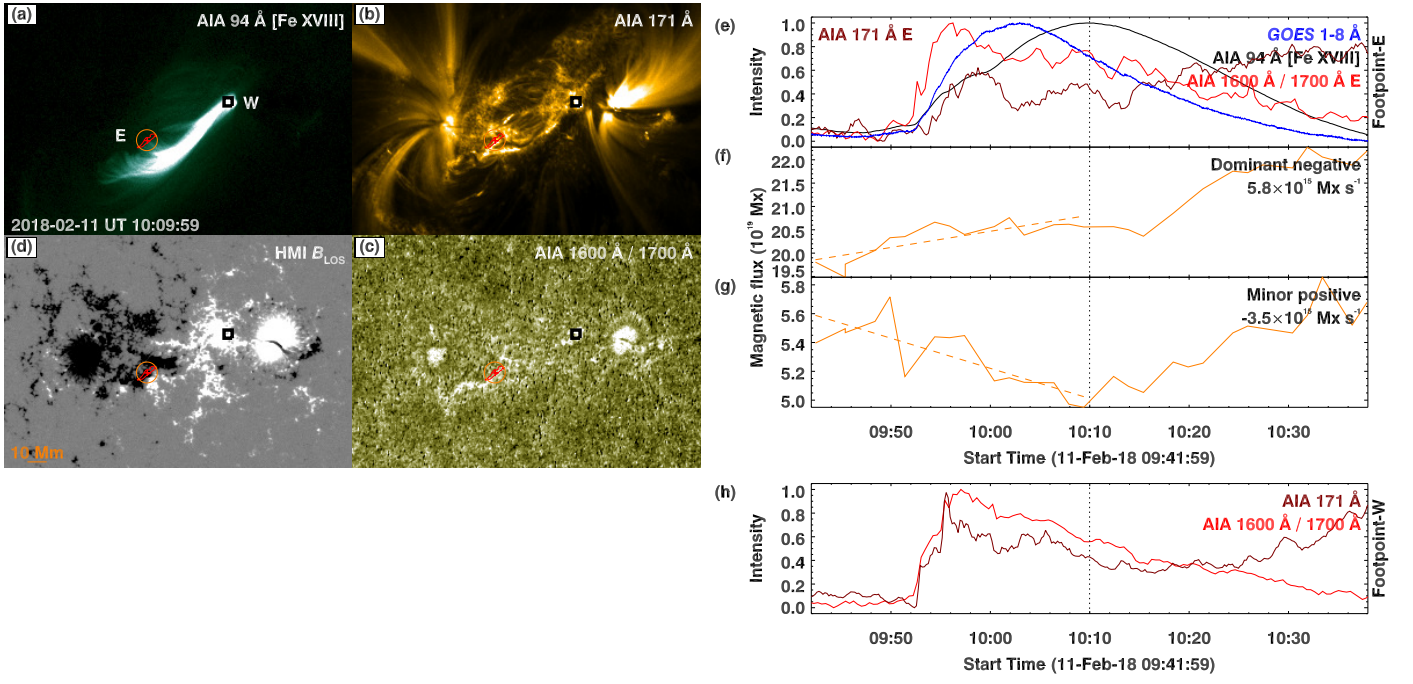 (a)
AIA 94 Å [Fe XVIII]
E
W
2018-02-11 UT 10:09:59
(b)
AIA 171 Å
(d)
HMI B_LOS
10 Mm
(c)
AIA 1600 Å / 1700 Å
(e)
AIA 171 Å E
GOES 1-8 Å
AIA 94 Å [Fe XVIII]
AIA 1600 Å / 1700 Å E
Intensity
1.0
0.8
0.6
0.4
0.2
0.0
Footpoint-E
(f)
Dominant negative
5.8×10¹⁵ Mx s⁻¹
22.0
21.5
21.0
20.5
20.0
19.5
Magnetic flux (10¹⁹ Mx)
(g)
Minor positive
-3.5×10¹⁵ Mx s⁻¹
5.8
5.6
5.4
5.2
5.0
09:50 10:00 10:10 10:20 10:30
Start Time (11-Feb-18 09:41:59)
(h)
AIA 171 Å
AIA 1600 Å / 1700 Å
Intensity
1.0
0.8
0.6
0.4
0.2
0.0
Footpoint-W
09:50 10:00 10:10 10:20 10:30
Start Time (11-Feb-18 09:41:59)